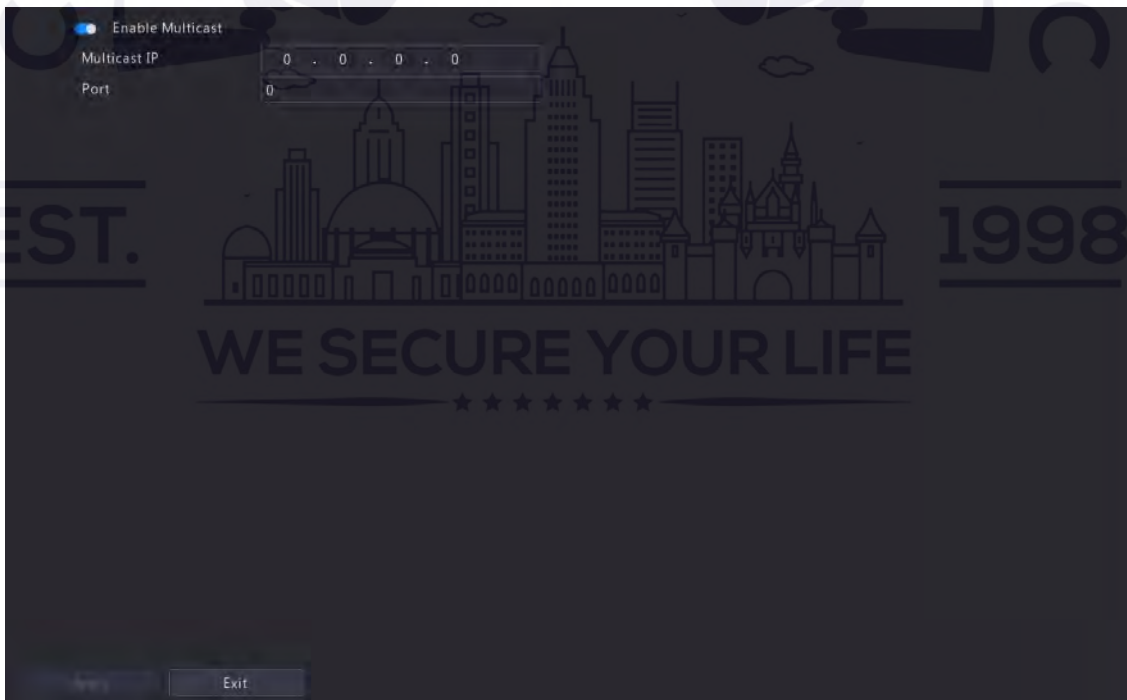 Enable Multicast
Multicast IP 0 . 0 . 0 . 0
Port 0
EST. 1998
WE SECURE YOUR LIFE
Exit